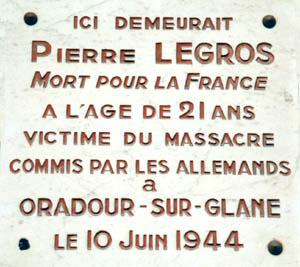 ICI DEMEURAIT
PIERRE LEGROS
MORT POUR LA FRANCE
A L'AGE DE 21 ANS
VICTIME DU MASSACRE
COMMIS PAR LES ALLEMANDS
a
ORADOUR-SUR-GLANE
LE 10 JUIN 1944